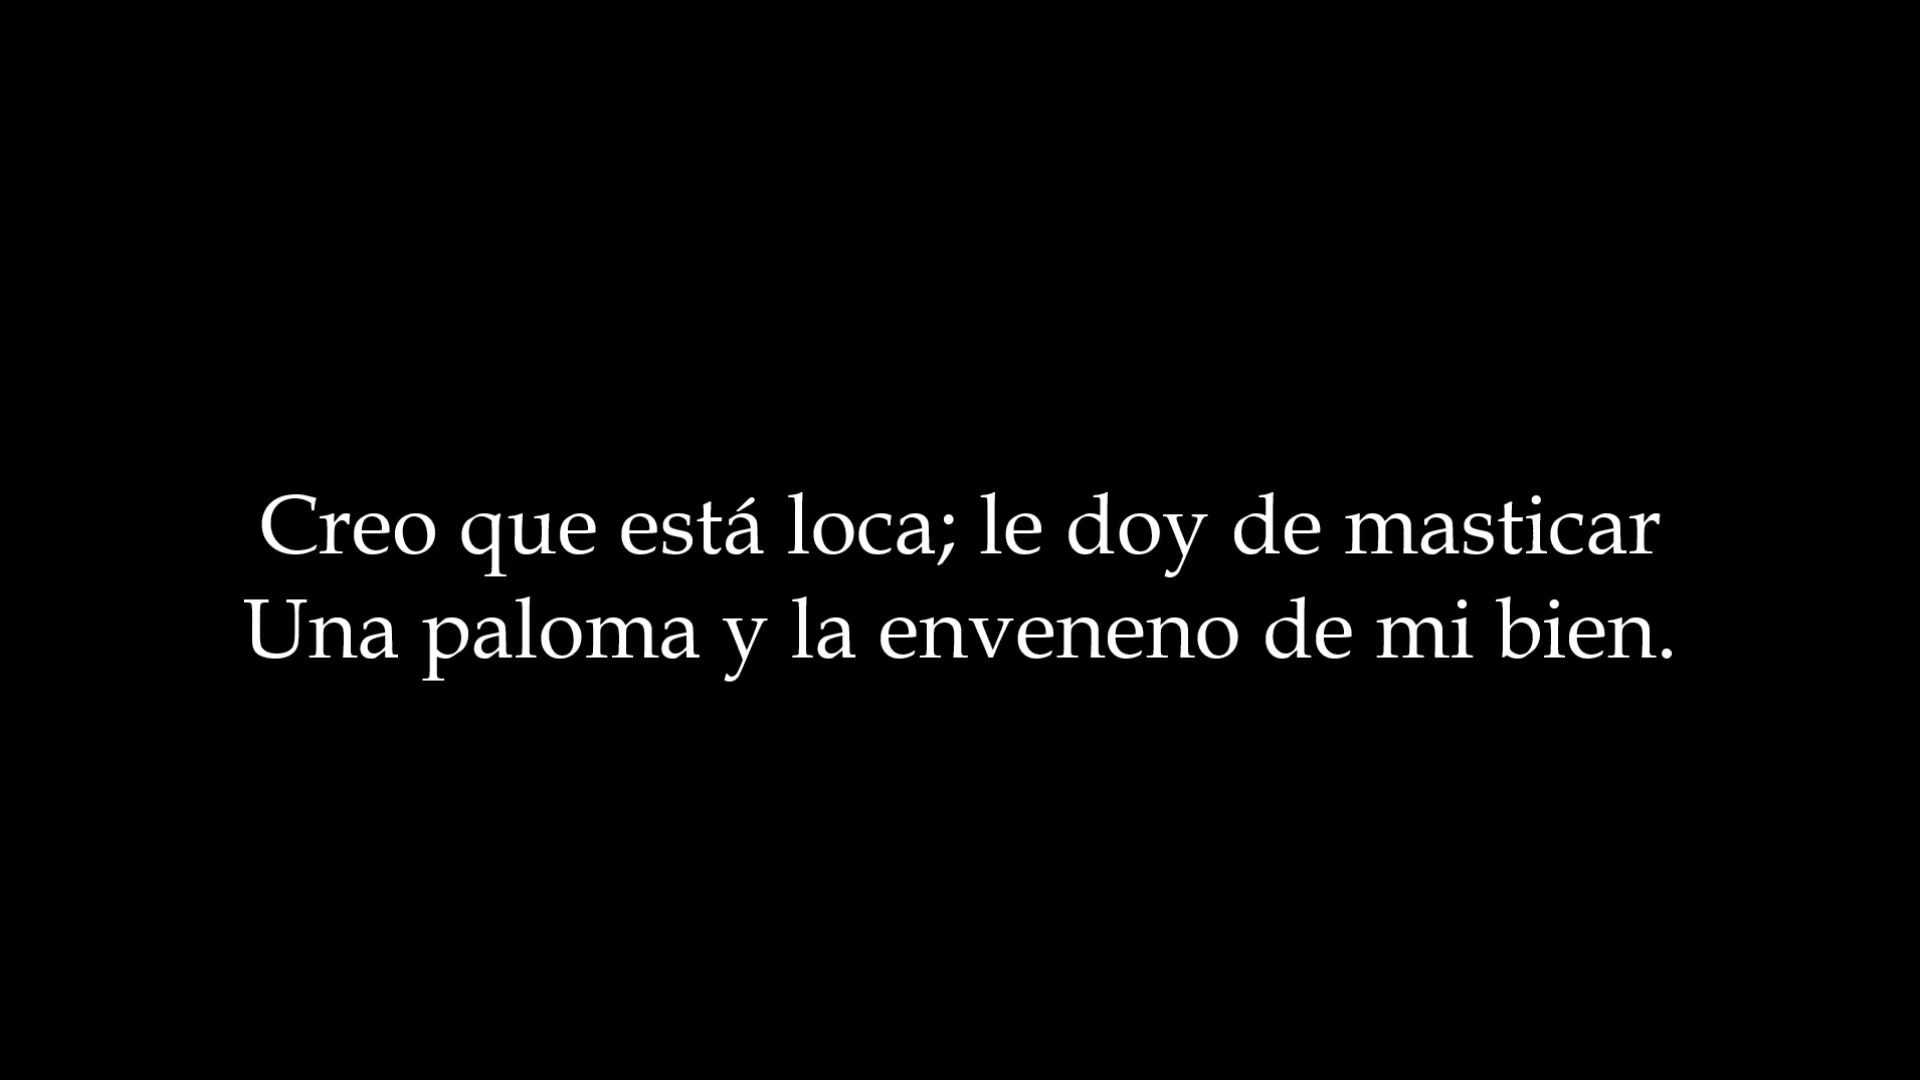 Creo que está loca; le doy de masticar
Una paloma y la enveneno de mi bien.